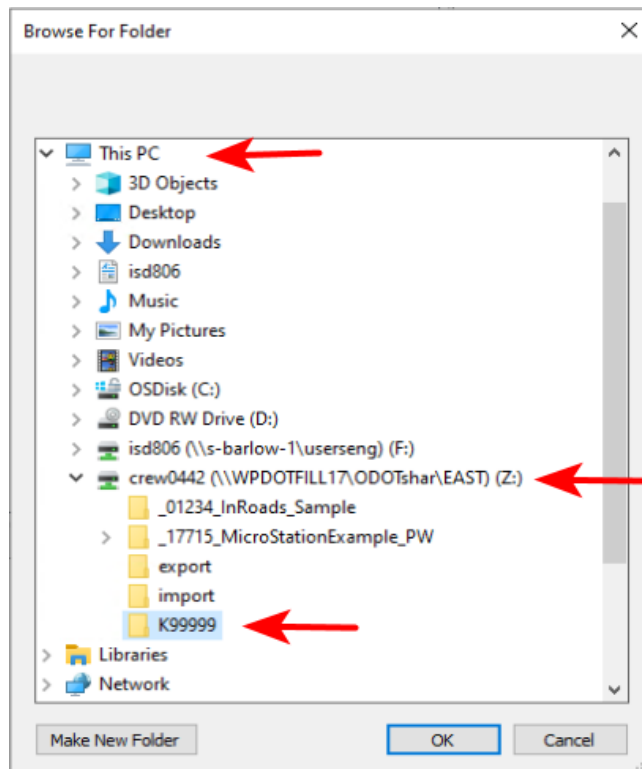 Browse For Folder
This PC
3D Objects
Desktop
Downloads
isd806
Music
My Pictures
Videos
OSDisk (C:)
DVD RW Drive (D:)
isd806 (\\s-barlow-1\userseng) (F:)
crew0442 (\\WPDOTFILL17\ODOTshar\EAST) (Z:)
_01234_InRoads_Sample
_17715_MicroStationExample_PW
export
import
K99999
Libraries
Network
Make New Folder
OK
Cancel